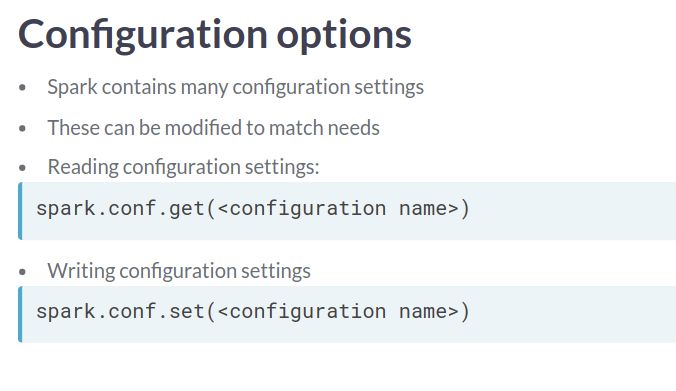 Configuration options
• Spark contains many configuration settings
• These can be modified to match needs
• Reading configuration settings:
spark.conf.get(<configuration name>)
• Writing configuration settings
spark.conf.set(<configuration name>)